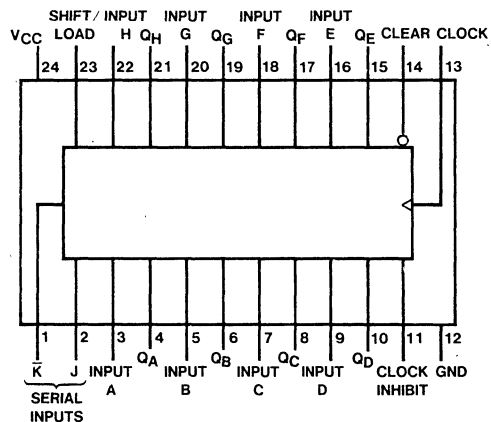 SHIFT/ INPUT INPUT INPUT INPUT
VCC LOAD H QH G QG F QF E QE CLEAR CLOCK
24 23 22 21 20 19 18 17 16 15 14 13
1 2 3 4 5 6 7 8 9 10 11 12
K̅ J INPUT QA INPUT QB INPUT QC INPUT QD CLOCK GND
SERIAL A B C D INHIBIT
INPUTS